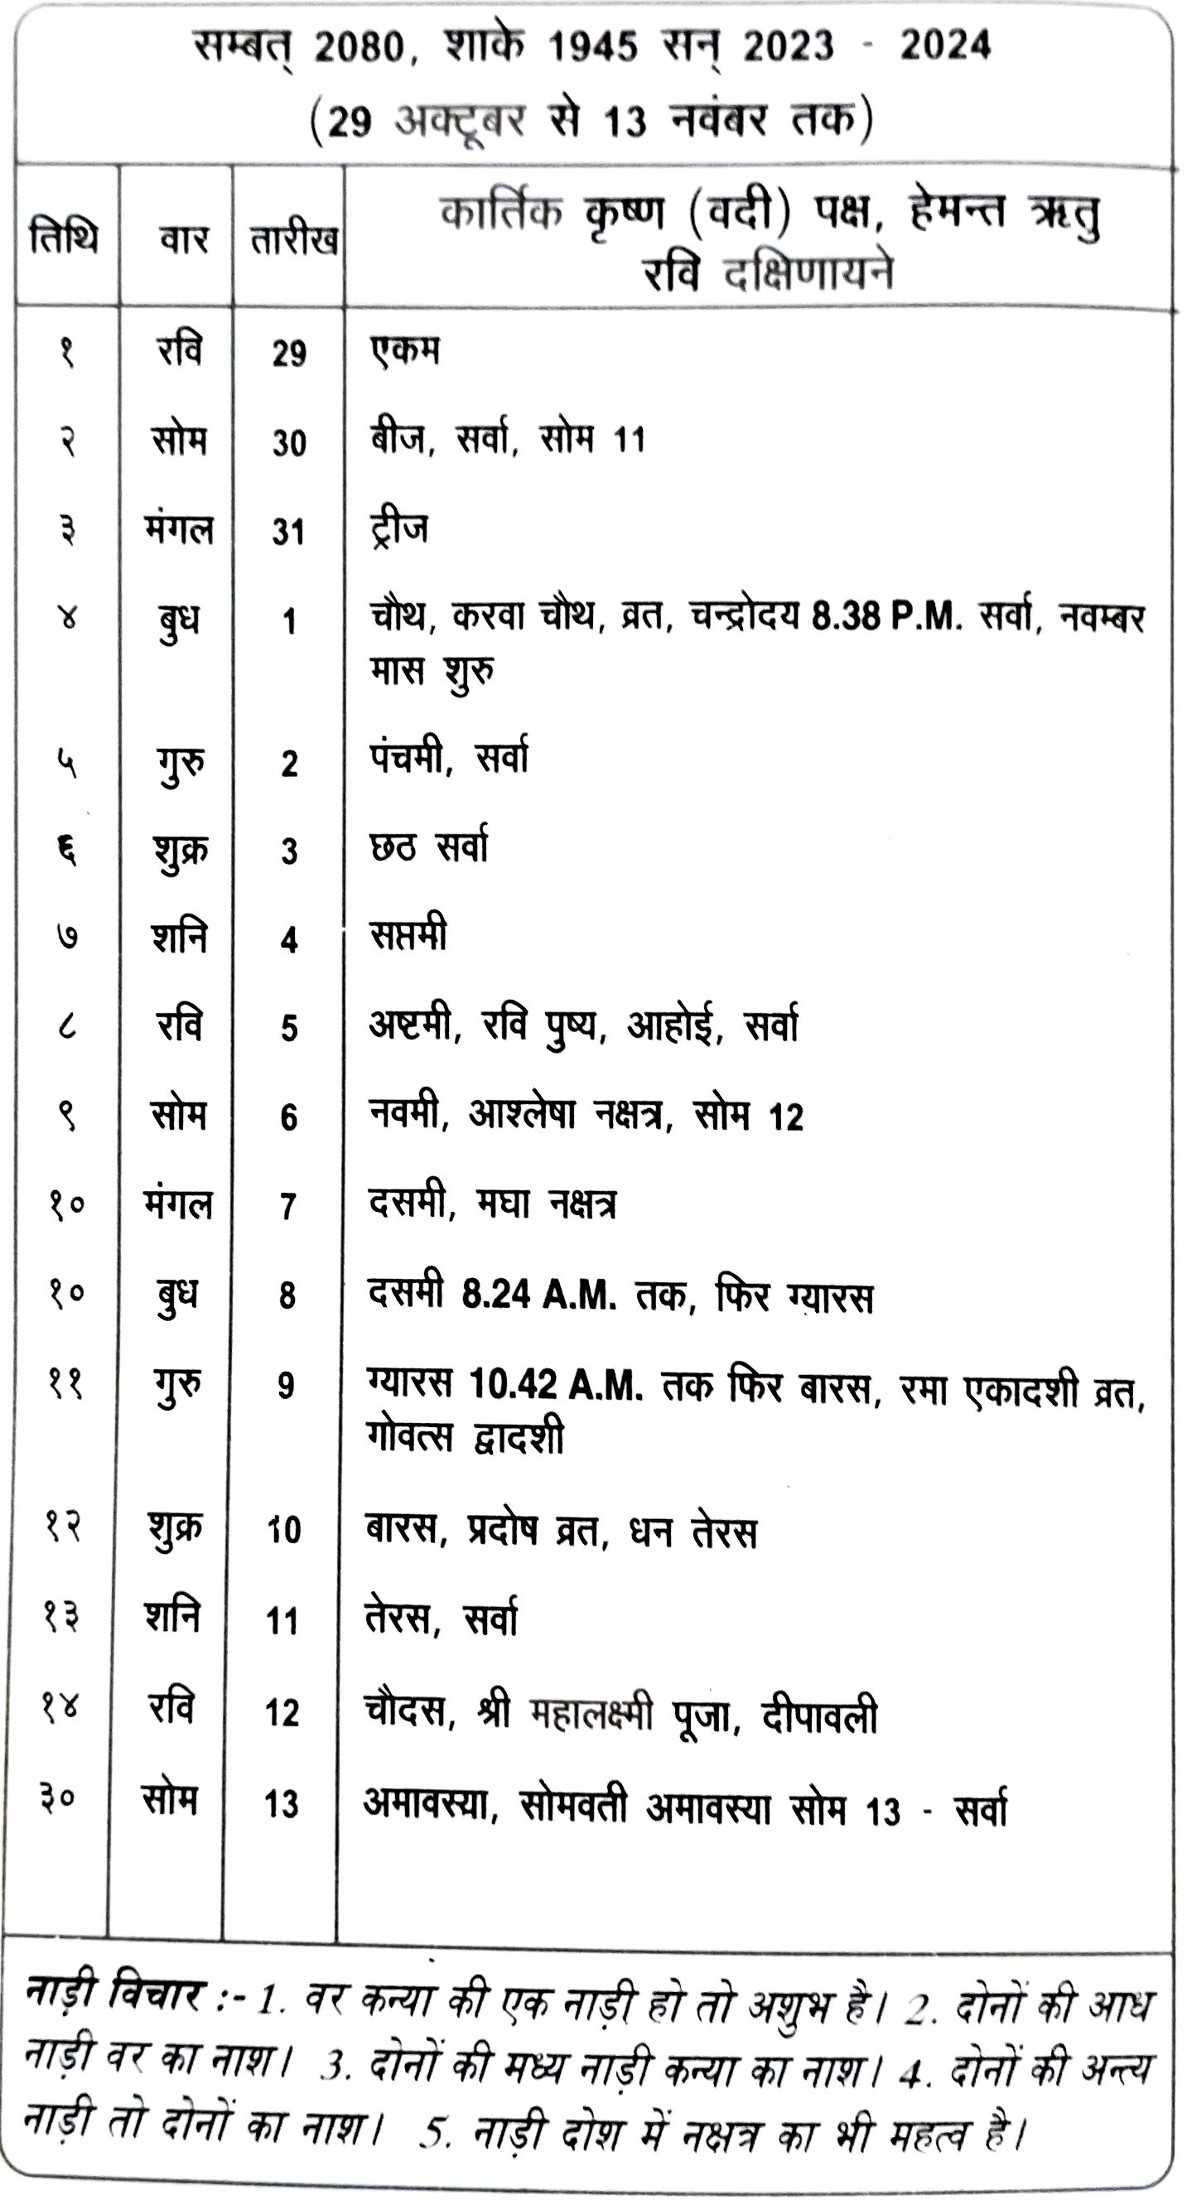 सम्बत् 2080, शाके 1945 सन् 2023 - 2024
(29 अक्टूबर से 13 नवंबर तक)
तिथि वार तारीख कार्तिक कृष्ण (वदी) पक्ष, हेमन्त ऋतु
रवि दक्षिणायने
१ रवि 29 एकम
२ सोम 30 बीज, सर्वा, सोम 11
३ मंगल 31 ट्रीज
४ बुध 1 चौथ, करवा चौथ, व्रत, चन्द्रोदय 8.38 P.M. सर्वा, नवम्बर
मास शुरु
५ गुरु 2 पंचमी, सर्वा
६ शुक्र 3 छठ सर्वा
७ शनि 4 सप्तमी
८ रवि 5 अष्टमी, रवि पुष्य, आहोई, सर्वा
९ सोम 6 नवमी, आश्लेषा नक्षत्र, सोम 12
१० मंगल 7 दसमी, मघा नक्षत्र
१० बुध 8 दसमी 8.24 A.M. तक, फिर ग्यारस
११ गुरु 9 ग्यारस 10.42 A.M. तक फिर बारस, रमा एकादशी व्रत,
गोवत्स द्वादशी
१२ शुक्र 10 बारस, प्रदोष व्रत, धन तेरस
१३ शनि 11 तेरस, सर्वा
१४ रवि 12 चौदस, श्री महालक्ष्मी पूजा, दीपावली
३० सोम 13 अमावस्या, सोमवती अमावस्या सोम 13 - सर्वा
नाड़ी विचार :- 1. वर कन्या की एक नाड़ी हो तो अशुभ है। 2. दोनों की आध
नाड़ी वर का नाश। 3. दोनों की मध्य नाड़ी कन्या का नाश। 4. दोनों की अन्त्य
नाड़ी तो दोनों का नाश। 5. नाड़ी दोश में नक्षत्र का भी महत्व है।